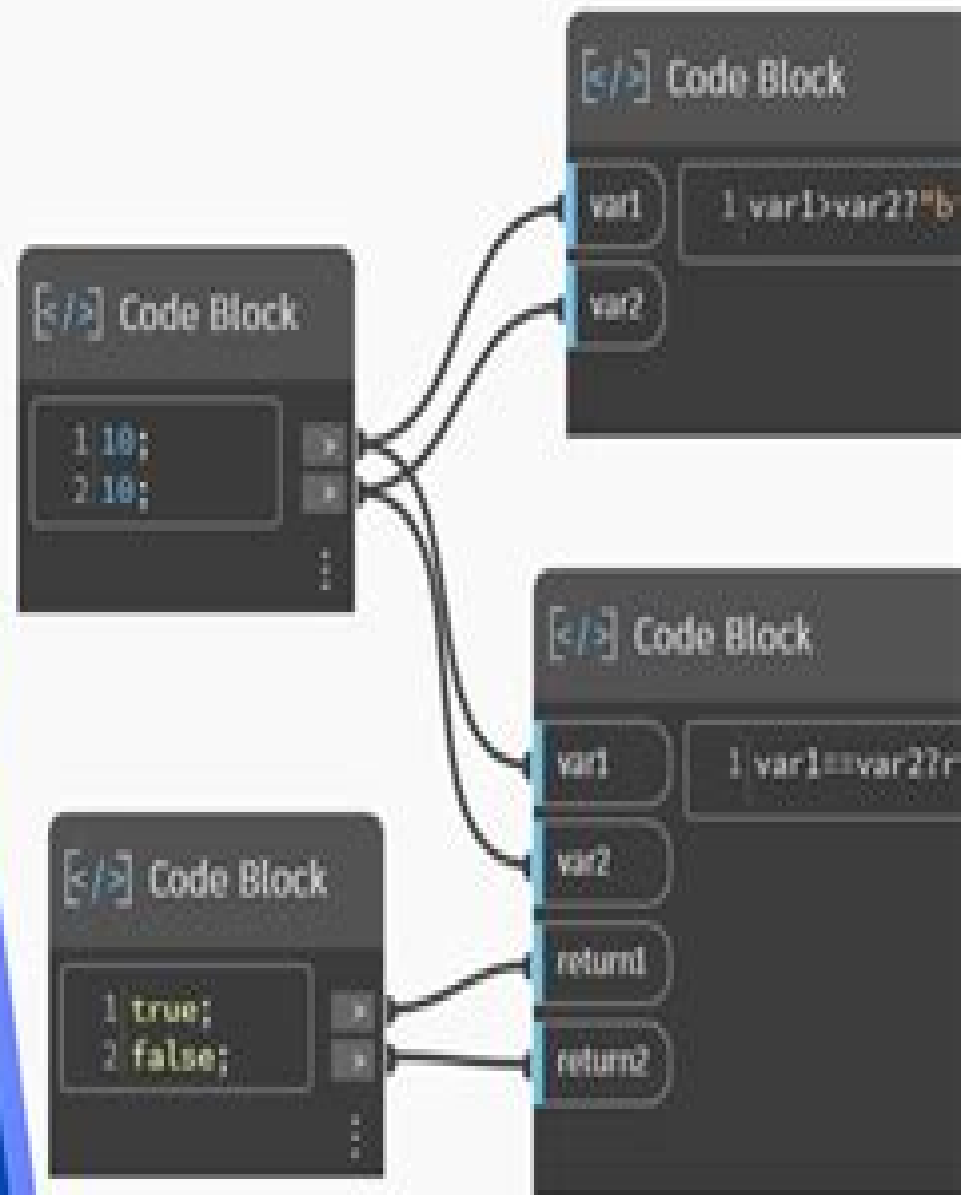 [</>] Code Block
var1
1 var1>var2?"b
var2
[</>] Code Block
1 10;
2 10;
>
>
[</>] Code Block
var1
1 var1==var2?r
var2
return1
return2
[</>] Code Block
1 true;
2 false;
>
>